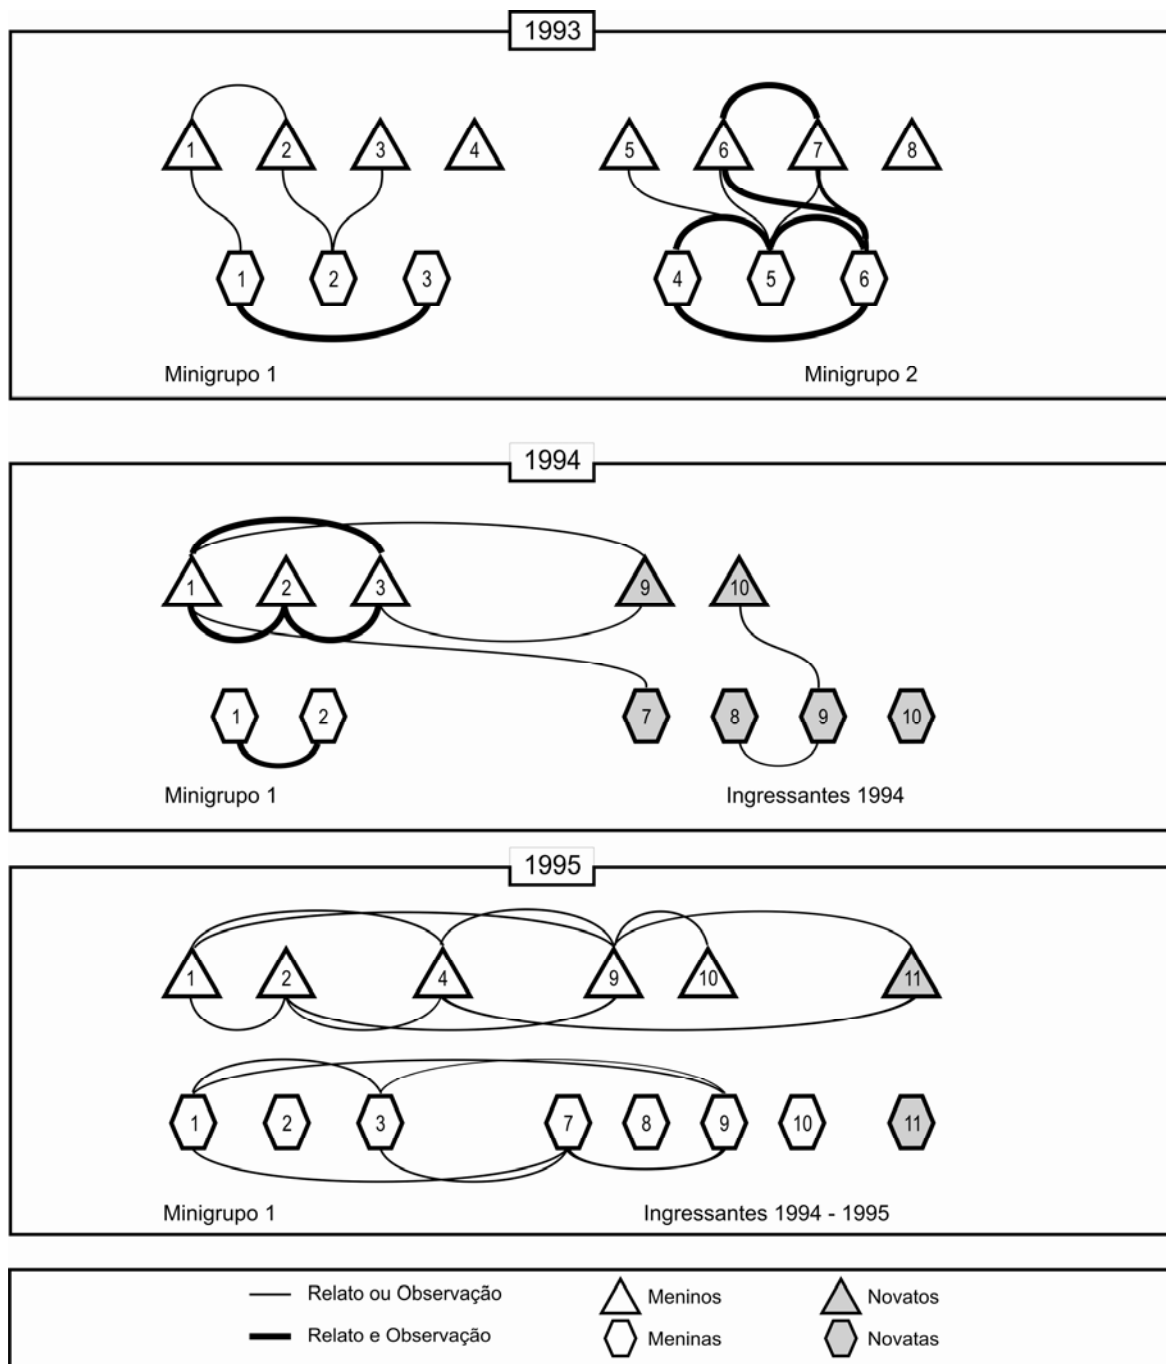 1993
1 2 3 4 5 6 7 8
1 2 3 4 5 6
Minigrupo 1 Minigrupo 2
1994
1 2 3 9 10
1 2 7 8 9 10
Minigrupo 1 Ingressantes 1994
1995
1 2 4 9 10 11
1 2 3 7 8 9 10 11
Minigrupo 1 Ingressantes 1994 - 1995
Relato ou Observação Meninos Novatos
Relato e Observação Meninas Novatas